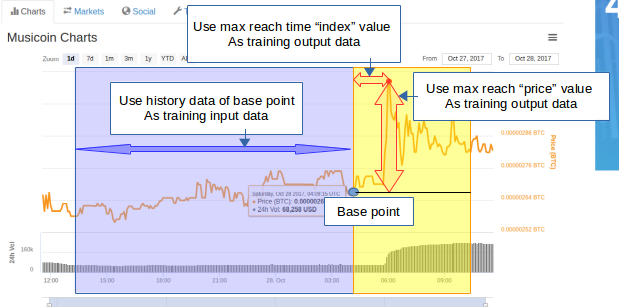 Charts Markets Social
4
Use max reach time “index” value
As training output data
Musicoin Charts
Zoom 1d 7d 1m 3m 1y YTD
From Oct 27, 2017 To Oct 28, 2017
Use max reach “price” value
As training output data
Use history data of base point
As training input data
0.00000288 BTC
0.00000276 BTC
0.00000264 BTC
0.00000252 BTC
Price (BTC)
Saturday, Oct 28 2017, 04:09:15 UTC
Price (BTC): 0.0000026
24h Vol: 68,258 USD
Base point
24h Vol
160k
0
12:00 15:00 18:00 21:00 28. Oct 03:00 06:00 09:00